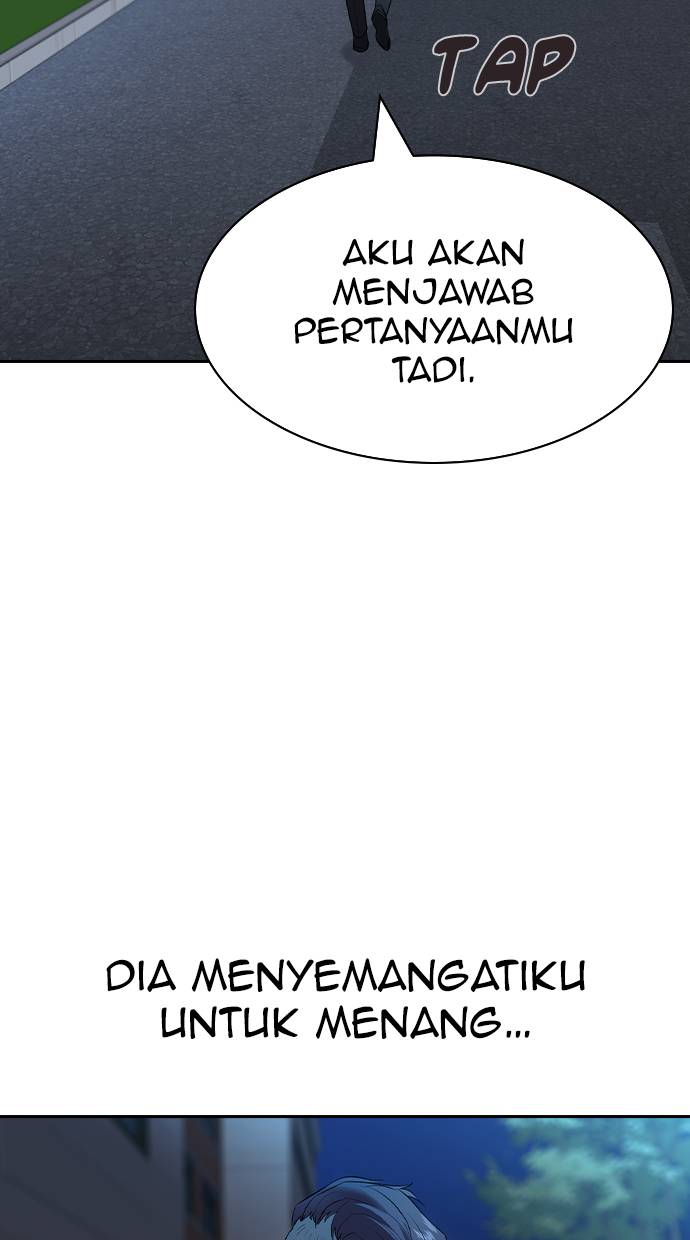 TAP
AKU AKAN
MENJAWAB
PERTANYAANMU
TADI.
DIA MENYEMANGATIKU
UNTUK MENANG...